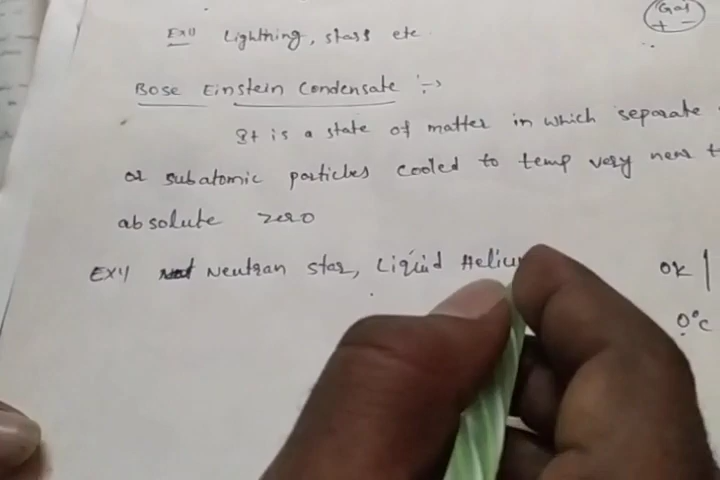 Gas
+ -
Ex:| Lightning, stars etc
Bose Einstein Condensate :→
It is a state of matter in which separate
or subatomic particles cooled to temp very near t
absolute zero
Ex:| Neutran star, Liquid Heliu
0K |
0°C